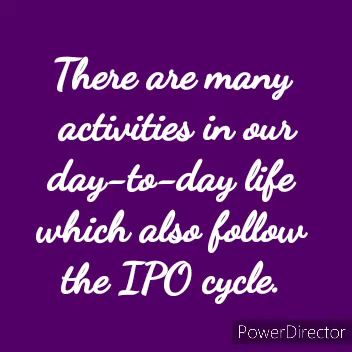 There are many
activities in our
day-to-day life
which also follow
the IPO cycle.
PowerDirector